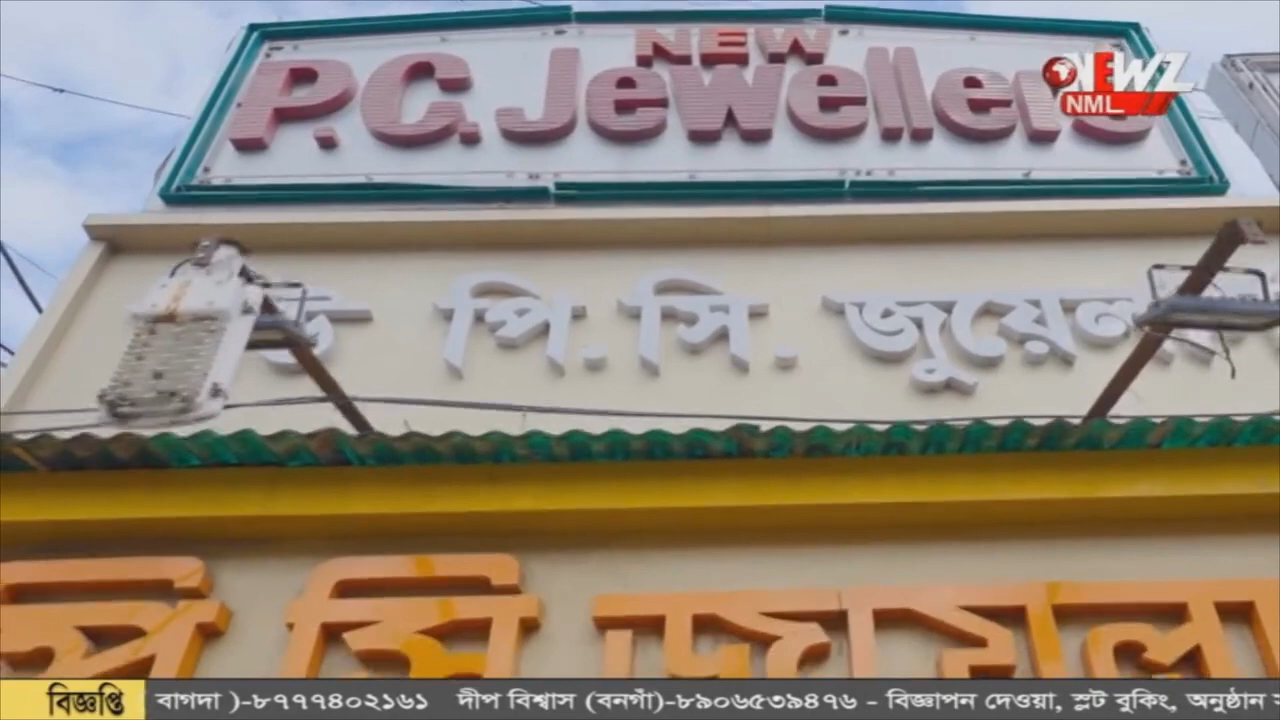 NEW
P.C. Jewellers
NEWZ
NML
উ পি. সি. জুয়েল
পি সি জুয়েলা
বিজ্ঞপ্তি বাগদা )-৮৭৭৭৪০২১৬১ দীপ বিশ্বাস (বনগাঁ)-৮৯০৬৫৩৯৪৭৬ - বিজ্ঞাপন দেওয়া, স্লট বুকিং, অনুষ্ঠান